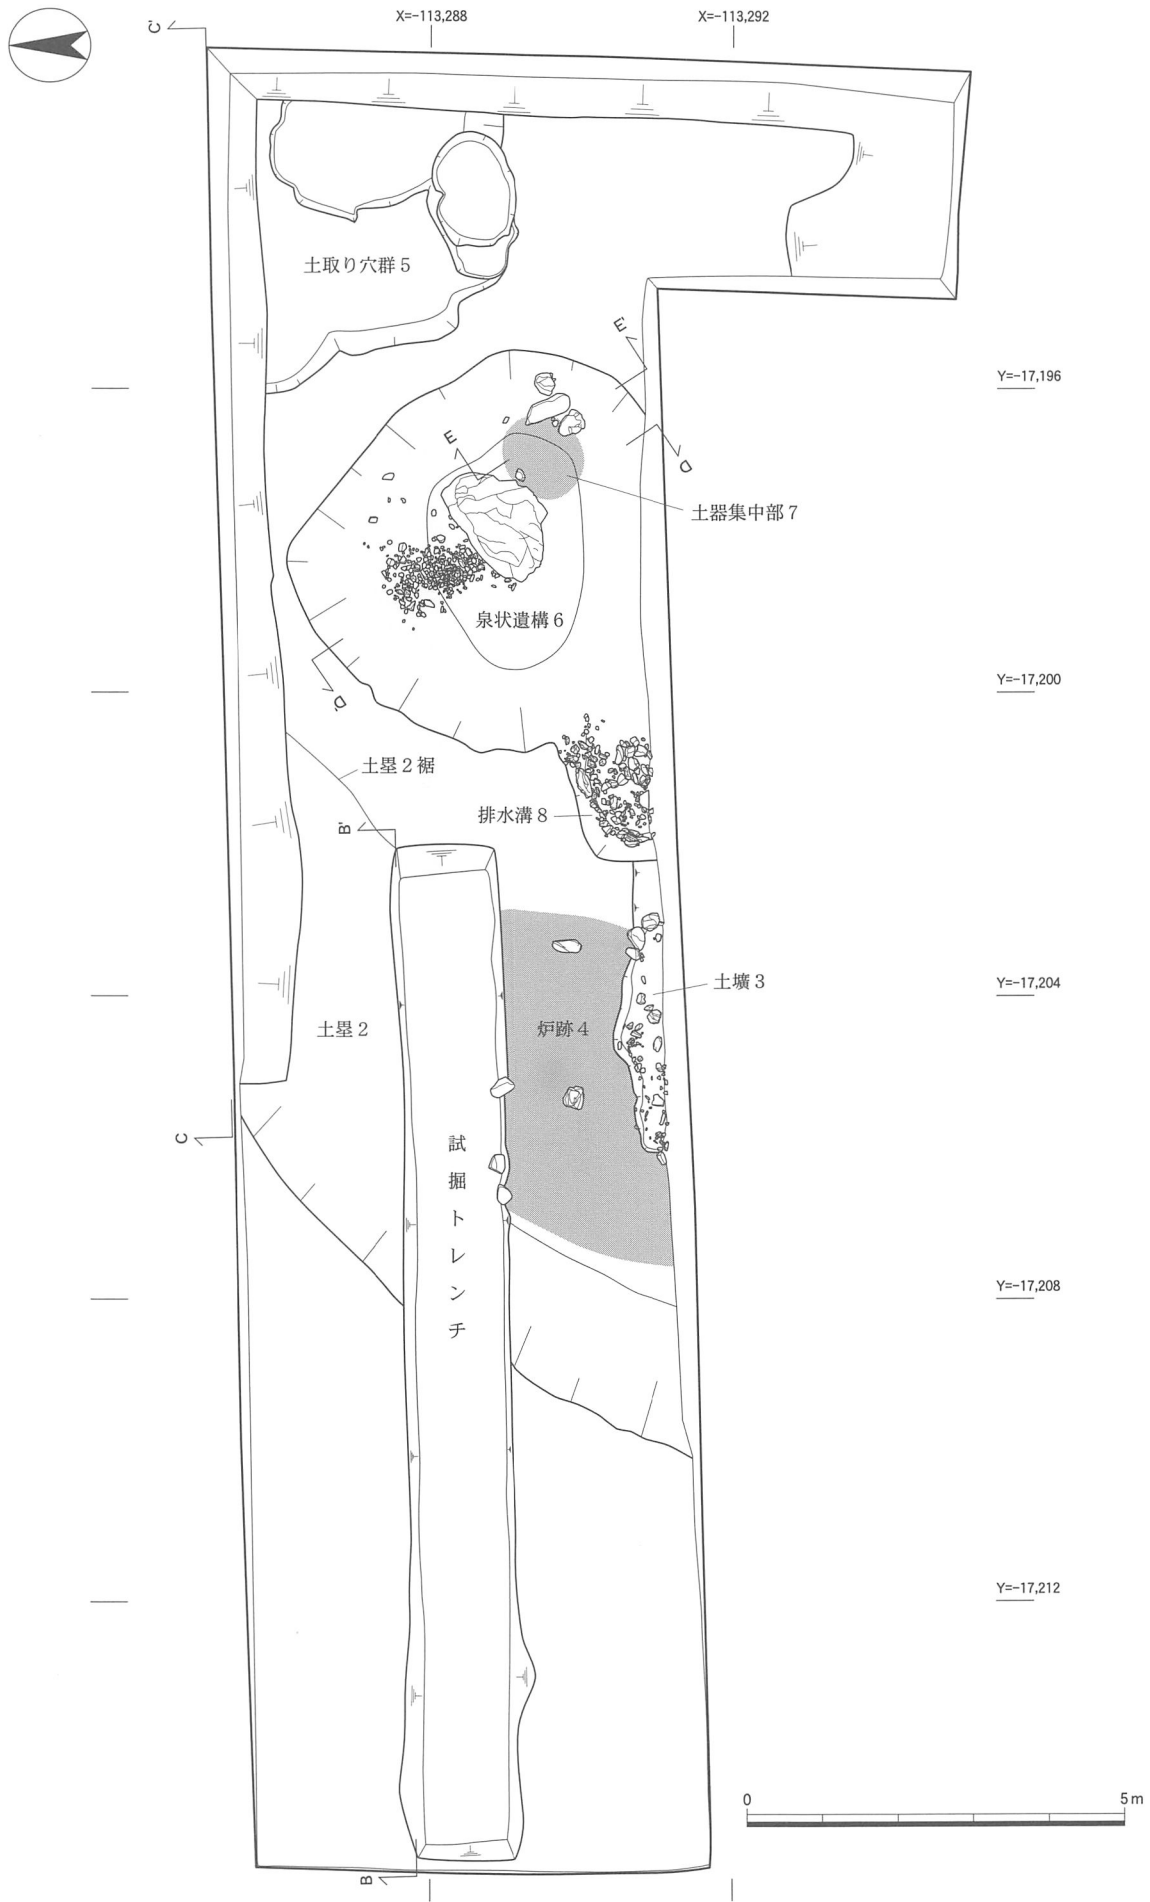 X=-113,288
X=-113,292
C'
土取り穴群5
E'
Y=-17,196
E
D
土器集中部7
泉状遺構6
Y=-17,200
D'
土塁2裾
排水溝8
B'
土壙3
Y=-17,204
土塁2
炉跡4
C
試掘トレンチ
Y=-17,208
Y=-17,212
0
5m
B